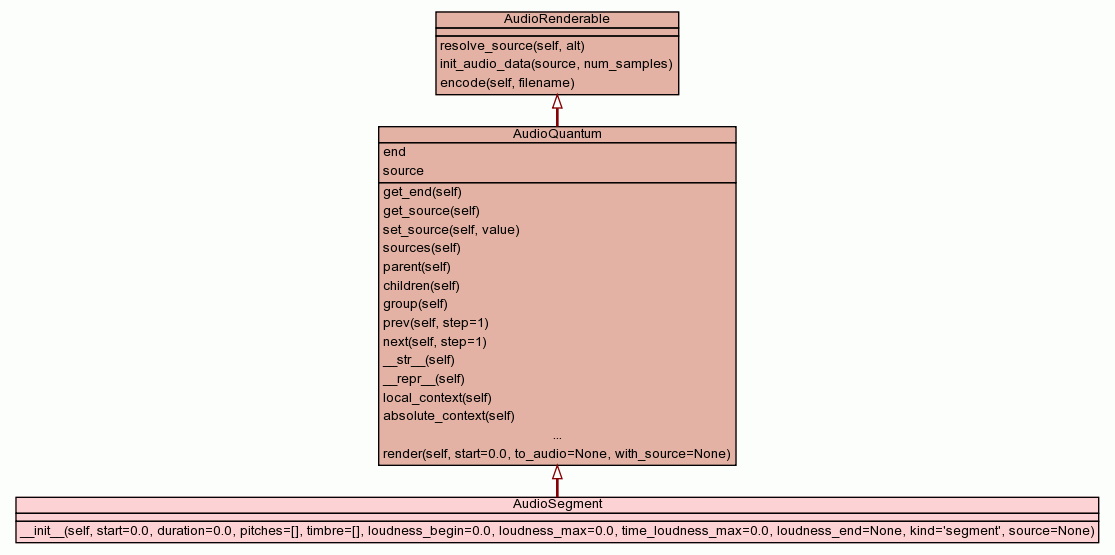 AudioRenderable
resolve_source(self, alt)
init_audio_data(source, num_samples)
encode(self, filename)
AudioQuantum
end
source
get_end(self)
get_source(self)
set_source(self, value)
sources(self)
parent(self)
children(self)
group(self)
prev(self, step=1)
next(self, step=1)
__str__(self)
__repr__(self)
local_context(self)
absolute_context(self)
...
render(self, start=0.0, to_audio=None, with_source=None)
AudioSegment
__init__(self, start=0.0, duration=0.0, pitches=[], timbre=[], loudness_begin=0.0, loudness_max=0.0, time_loudness_max=0.0, loudness_end=None, kind='segment', source=None)